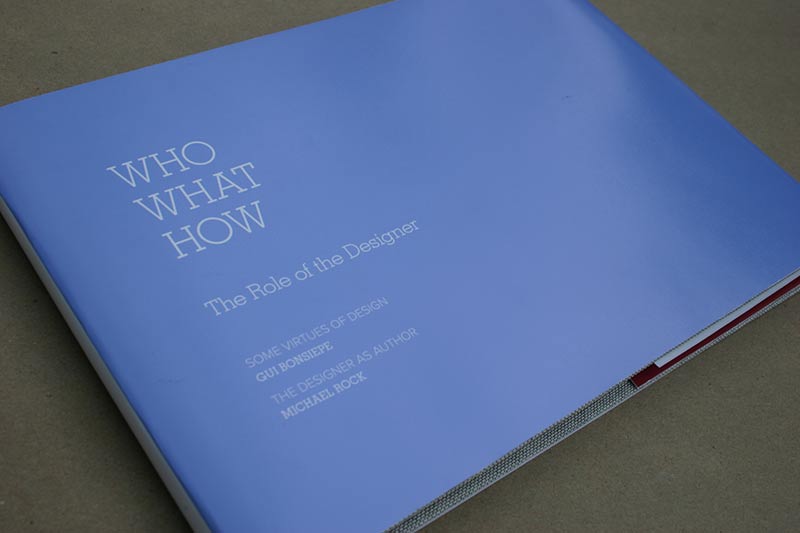 WHO
WHAT
HOW
The Role of the Designer
SOME VIRTUES OF DESIGN
GUI BONSIEPE
THE DESIGNER AS AUTHOR
MICHAEL ROCK